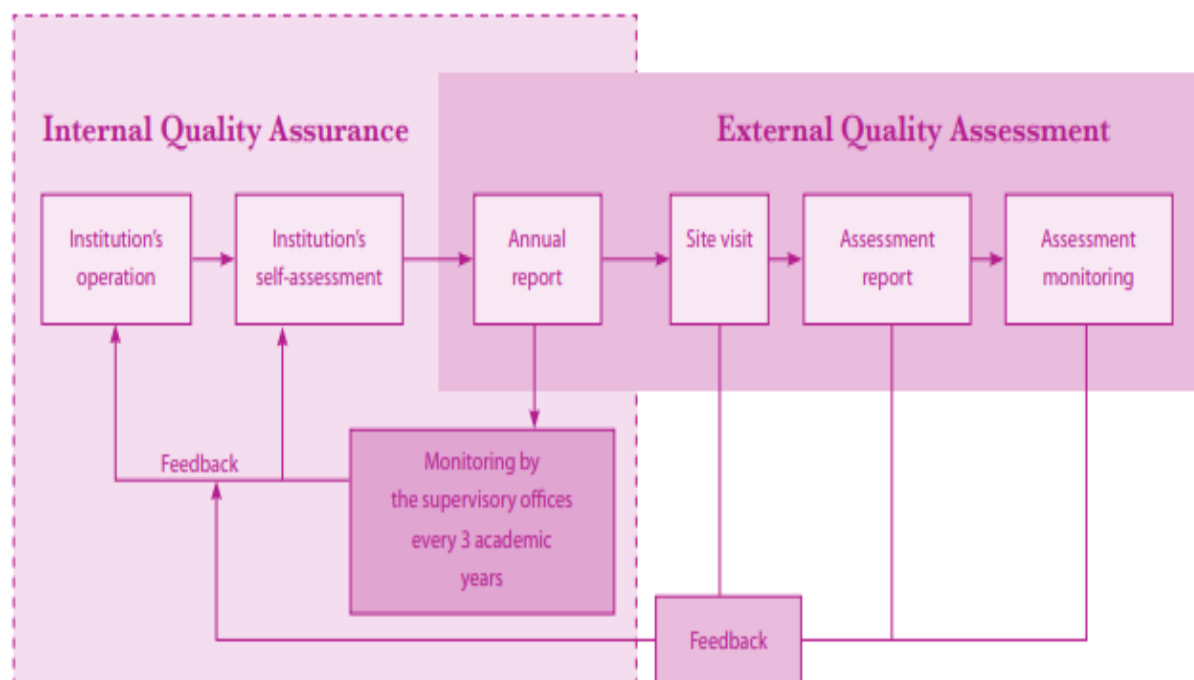 Internal Quality Assurance
External Quality Assessment
Institution's
operation
Institution's
self-assessment
Annual
report
Site visit
Assessment
report
Assessment
monitoring
Feedback
Monitoring by
the supervisory offices
every 3 academic
years
Feedback